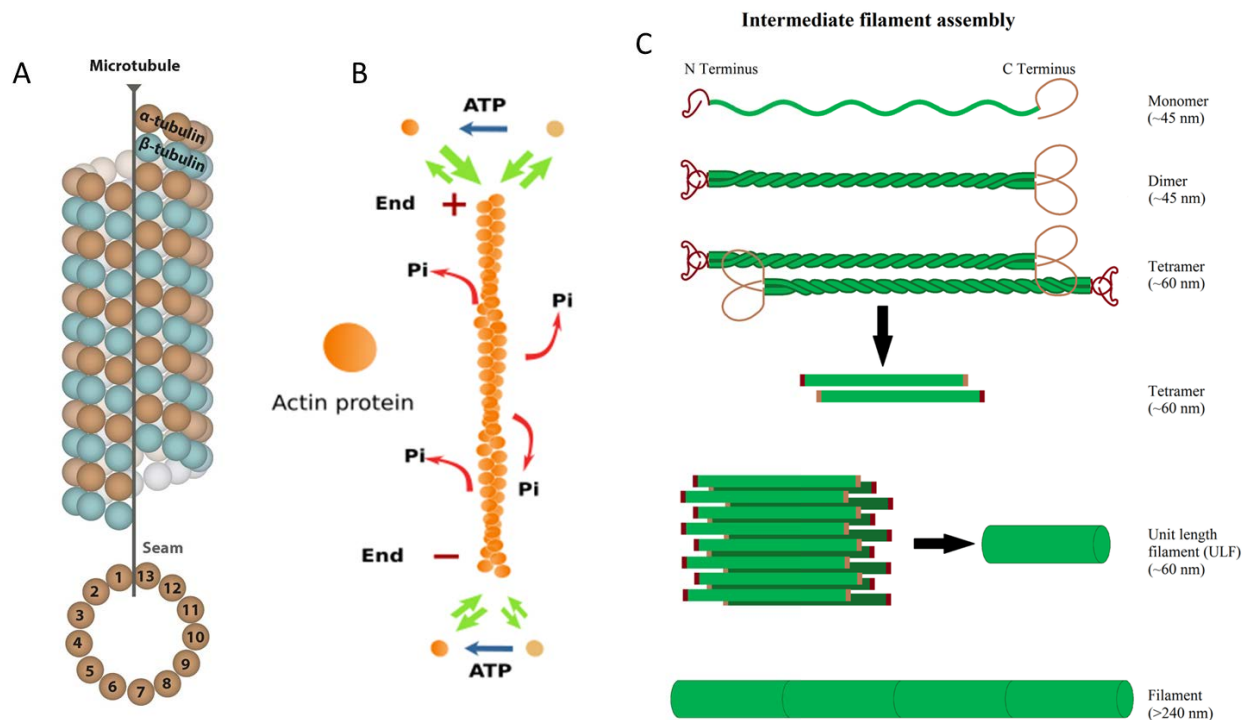 A
Microtubule
α-tubulin
β-tubulin
Seam
1
13
2
12
3
11
4
10
5
9
6
8
7
B
ATP
End +
Pi
Pi
Actin protein
Pi
Pi
End −
ATP
C
Intermediate filament assembly
N Terminus
C Terminus
Monomer
(~45 nm)
Dimer
(~45 nm)
Tetramer
(~60 nm)
Tetramer
(~60 nm)
Unit length
filament (ULF)
(~60 nm)
Filament
(>240 nm)